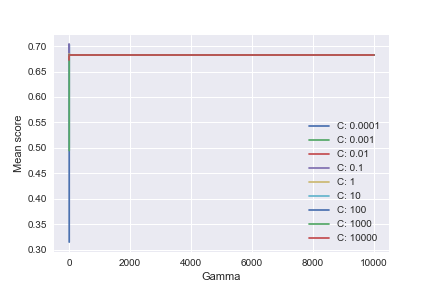 0.70
0.65
0.60
0.55
0.50
0.45
0.40
0.35
0.30
Mean score
0 2000 4000 6000 8000 10000
Gamma
C: 0.0001
C: 0.001
C: 0.01
C: 0.1
C: 1
C: 10
C: 100
C: 1000
C: 10000